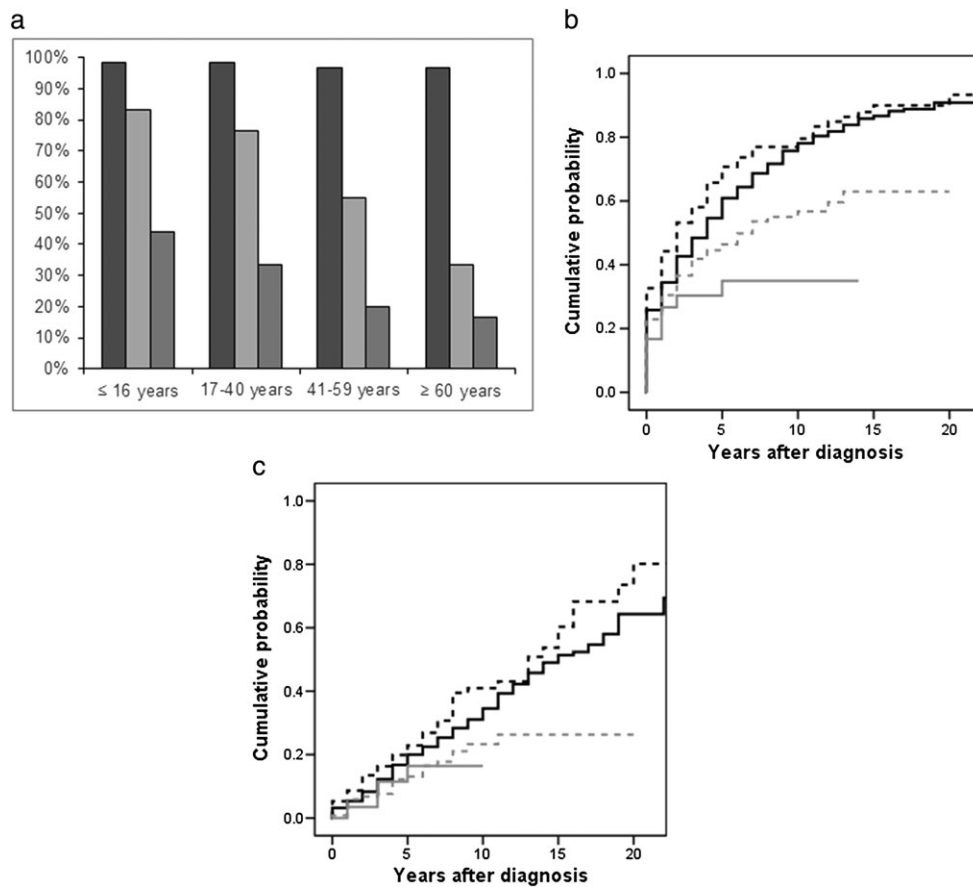 a
100%
90%
80%
70%
60%
50%
40%
30%
20%
10%
0%
≤ 16 years 17-40 years 41-59 years ≥ 60 years
b
1.0
0.8
0.6
0.4
0.2
0.0
Cumulative probability
0 5 10 15 20
Years after diagnosis
c
1.0
0.8
0.6
0.4
0.2
0.0
Cumulative probability
0 5 10 15 20
Years after diagnosis